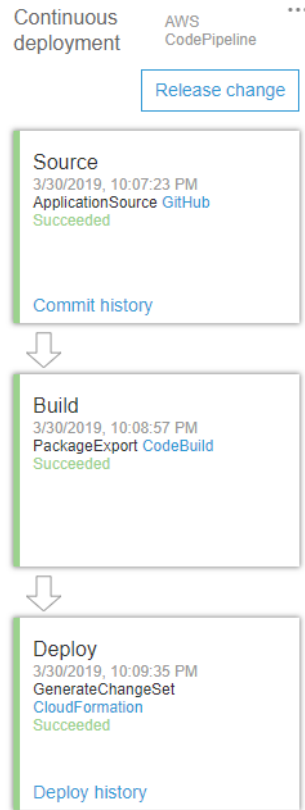 Continuous
deployment
AWS
CodePipeline
...
Release change
Source
3/30/2019, 10:07:23 PM
ApplicationSource GitHub
Succeeded
Commit history
Build
3/30/2019, 10:08:57 PM
PackageExport CodeBuild
Succeeded
Deploy
3/30/2019, 10:09:35 PM
GenerateChangeSet
CloudFormation
Succeeded
Deploy history